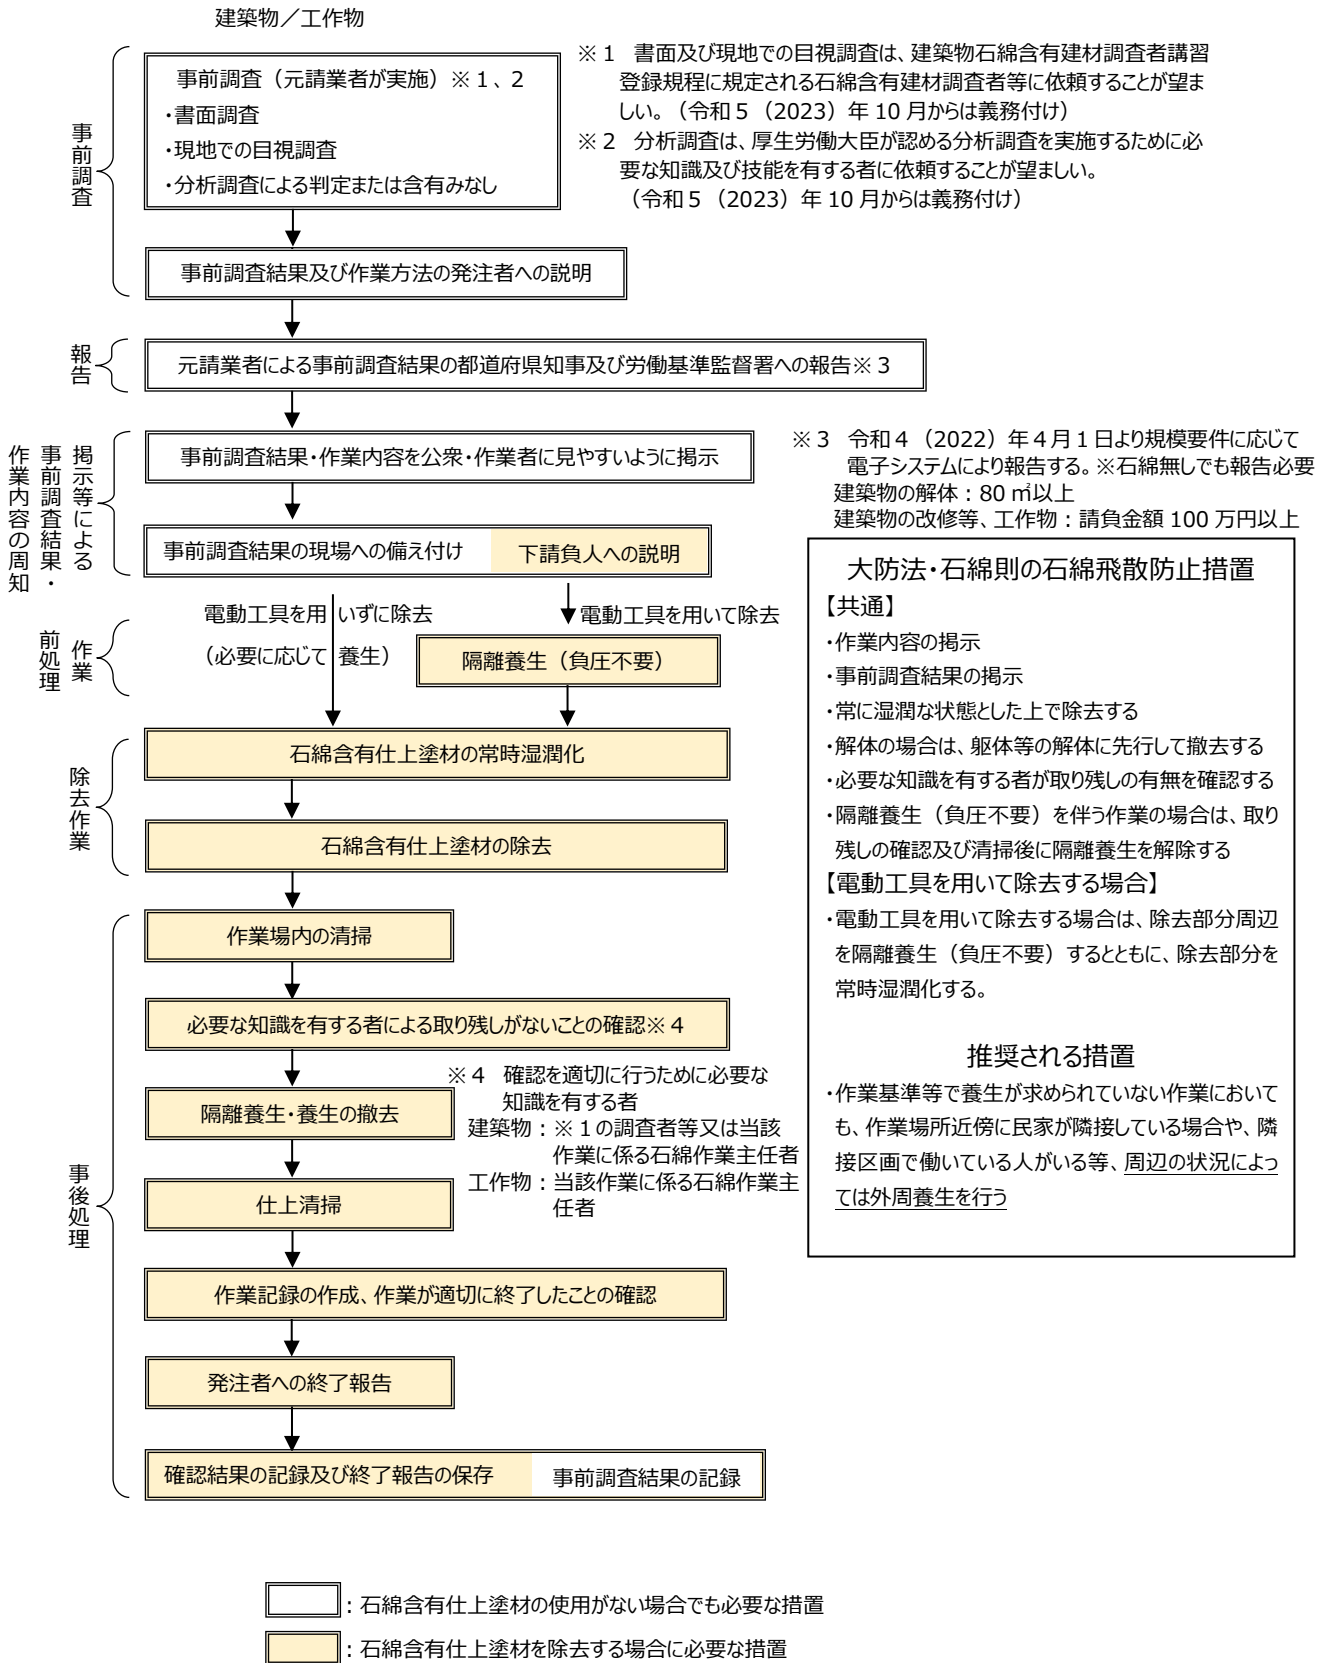 建築物／工作物
事前調査
事前調査（元請業者が実施）※１、２
・書面調査
・現地での目視調査
・分析調査による判定または含有みなし
※１　書面及び現地での目視調査は、建築物石綿含有建材調査者講習
登録規程に規定される石綿含有建材調査者等に依頼することが望ま
しい。（令和５（2023）年 10 月からは義務付け）
※２　分析調査は、厚生労働大臣が認める分析調査を実施するために必
要な知識及び技能を有する者に依頼することが望ましい。
（令和５（2023）年 10 月からは義務付け）
事前調査結果及び作業方法の発注者への説明
報告
元請業者による事前調査結果の都道府県知事及び労働基準監督署への報告※３
掲示等による
事前調査結果・
作業内容の周知
事前調査結果・作業内容を公衆・作業者に見やすいように掲示
※３　令和４（2022）年４月１日より規模要件に応じて
電子システムにより報告する。※石綿無しでも報告必要
建築物の解体：80 ㎡以上
建築物の改修等、工作物：請負金額 100 万円以上
事前調査結果の現場への備え付け　下請負人への説明
作業
前処理
電動工具を用いずに除去
（必要に応じて養生）
電動工具を用いて除去
隔離養生（負圧不要）
除去作業
石綿含有仕上塗材の常時湿潤化
石綿含有仕上塗材の除去
事後処理
作業場内の清掃
必要な知識を有する者による取り残しがないことの確認※４
※４　確認を適切に行うために必要な
知識を有する者
建築物：※１の調査者等又は当該
作業に係る石綿作業主任者
工作物：当該作業に係る石綿作業主
任者
隔離養生・養生の撤去
仕上清掃
作業記録の作成、作業が適切に終了したことの確認
発注者への終了報告
確認結果の記録及び終了報告の保存　事前調査結果の記録
大防法・石綿則の石綿飛散防止措置
【共通】
・作業内容の掲示
・事前調査結果の掲示
・常に湿潤な状態とした上で除去する
・解体の場合は、躯体等の解体に先行して撤去する
・必要な知識を有する者が取り残しの有無を確認する
・隔離養生（負圧不要）を伴う作業の場合は、取り
残しの確認及び清掃後に隔離養生を解除する
【電動工具を用いて除去する場合】
・電動工具を用いて除去する場合は、除去部分周辺
を隔離養生（負圧不要）するとともに、除去部分を
常時湿潤化する。
推奨される措置
・作業基準等で養生が求められていない作業において
も、作業場所近傍に民家が隣接している場合や、隣
接区画で働いている人がいる等、周辺の状況によっ
ては外周養生を行う
：石綿含有仕上塗材の使用がない場合でも必要な措置
：石綿含有仕上塗材を除去する場合に必要な措置